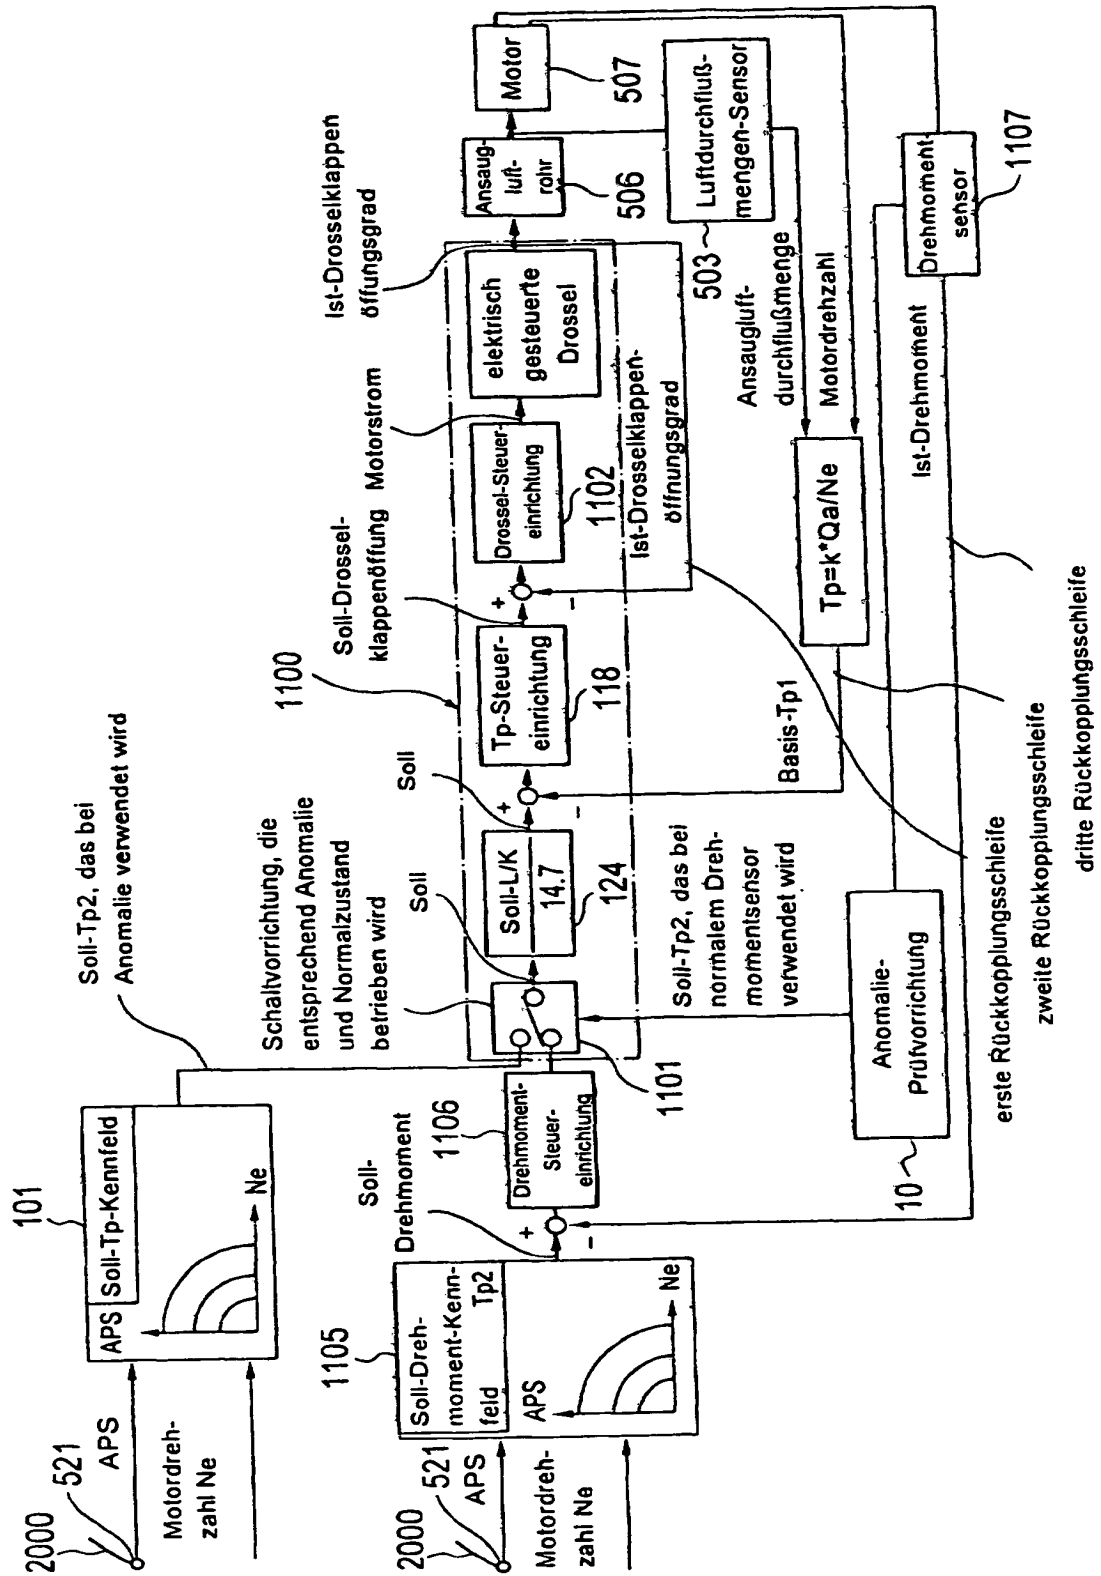 2000
521
APS
Motordreh-
zahl Ne
101
APS
Soll-Tp-Kennfeld
Ne
Soll-Tp2, das bei
Anomalie verwendet wird
2000
521
APS
Motordreh-
zahl Ne
1105
Soll-Dreh-
moment-Kenn-
feld
Tp2
APS
Ne
Soll-
Drehmoment
+
-
1106
Drehmoment-
Steuer-
einrichtung
1101
Schaltvorrichtung, die
entsprechend Anomalie
und Normalzustand
betrieben wird
Soll
Soll-L/K
14.7
124
Soll
+
-
1100
Tp-Steuer-
einrichtung
118
Soll-Drossel-
klappenöffung
+
-
Drossel-Steuer-
einrichtung
1102
Motorstrom
elektrisch
gesteuerte
Drossel
Ist-Drosselklappen
öffungsgrad
Ansaug-
luft-
rohr
506
Motor
507
Luftdurchfluß-
mengen-Sensor
503
Ist-Drosselklappen-
öffnungsgrad
Ansaugluft-
durchflußmenge
Motordrehzahl
Tp=k*Qa/Ne
Basis-Tp1
Soll-Tp2, das bei
normalem Dreh-
momentsensor
verwendet wird
Anomalie-
Prüfvorrichtung
10
Drehmoment-
sensor
1107
Ist-Drehmoment
erste Rückkopplungsschleife
zweite Rückkopplungsschleife
dritte Rückkopplungsschleife